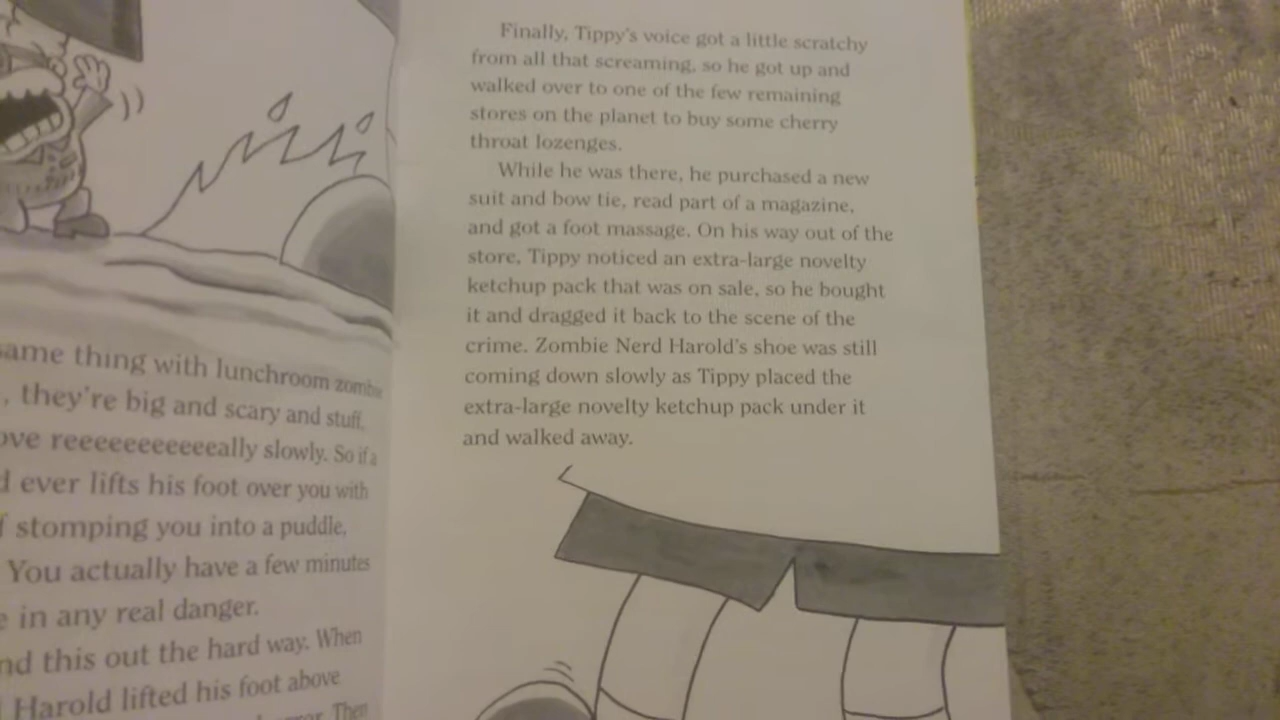 same thing with lunchroom zombie
, they're big and scary and stuff,
ove reeeeeeeeeeally slowly. So if a
d ever lifts his foot over you with
f stomping you into a puddle,
You actually have a few minutes
e in any real danger.
nd this out the hard way. When
Harold lifted his foot above
Then
Finally, Tippy's voice got a little scratchy
from all that screaming, so he got up and
walked over to one of the few remaining
stores on the planet to buy some cherry
throat lozenges.
While he was there, he purchased a new
suit and bow tie, read part of a magazine,
and got a foot massage. On his way out of the
store, Tippy noticed an extra-large novelty
ketchup pack that was on sale, so he bought
it and dragged it back to the scene of the
crime. Zombie Nerd Harold's shoe was still
coming down slowly as Tippy placed the
extra-large novelty ketchup pack under it
and walked away.